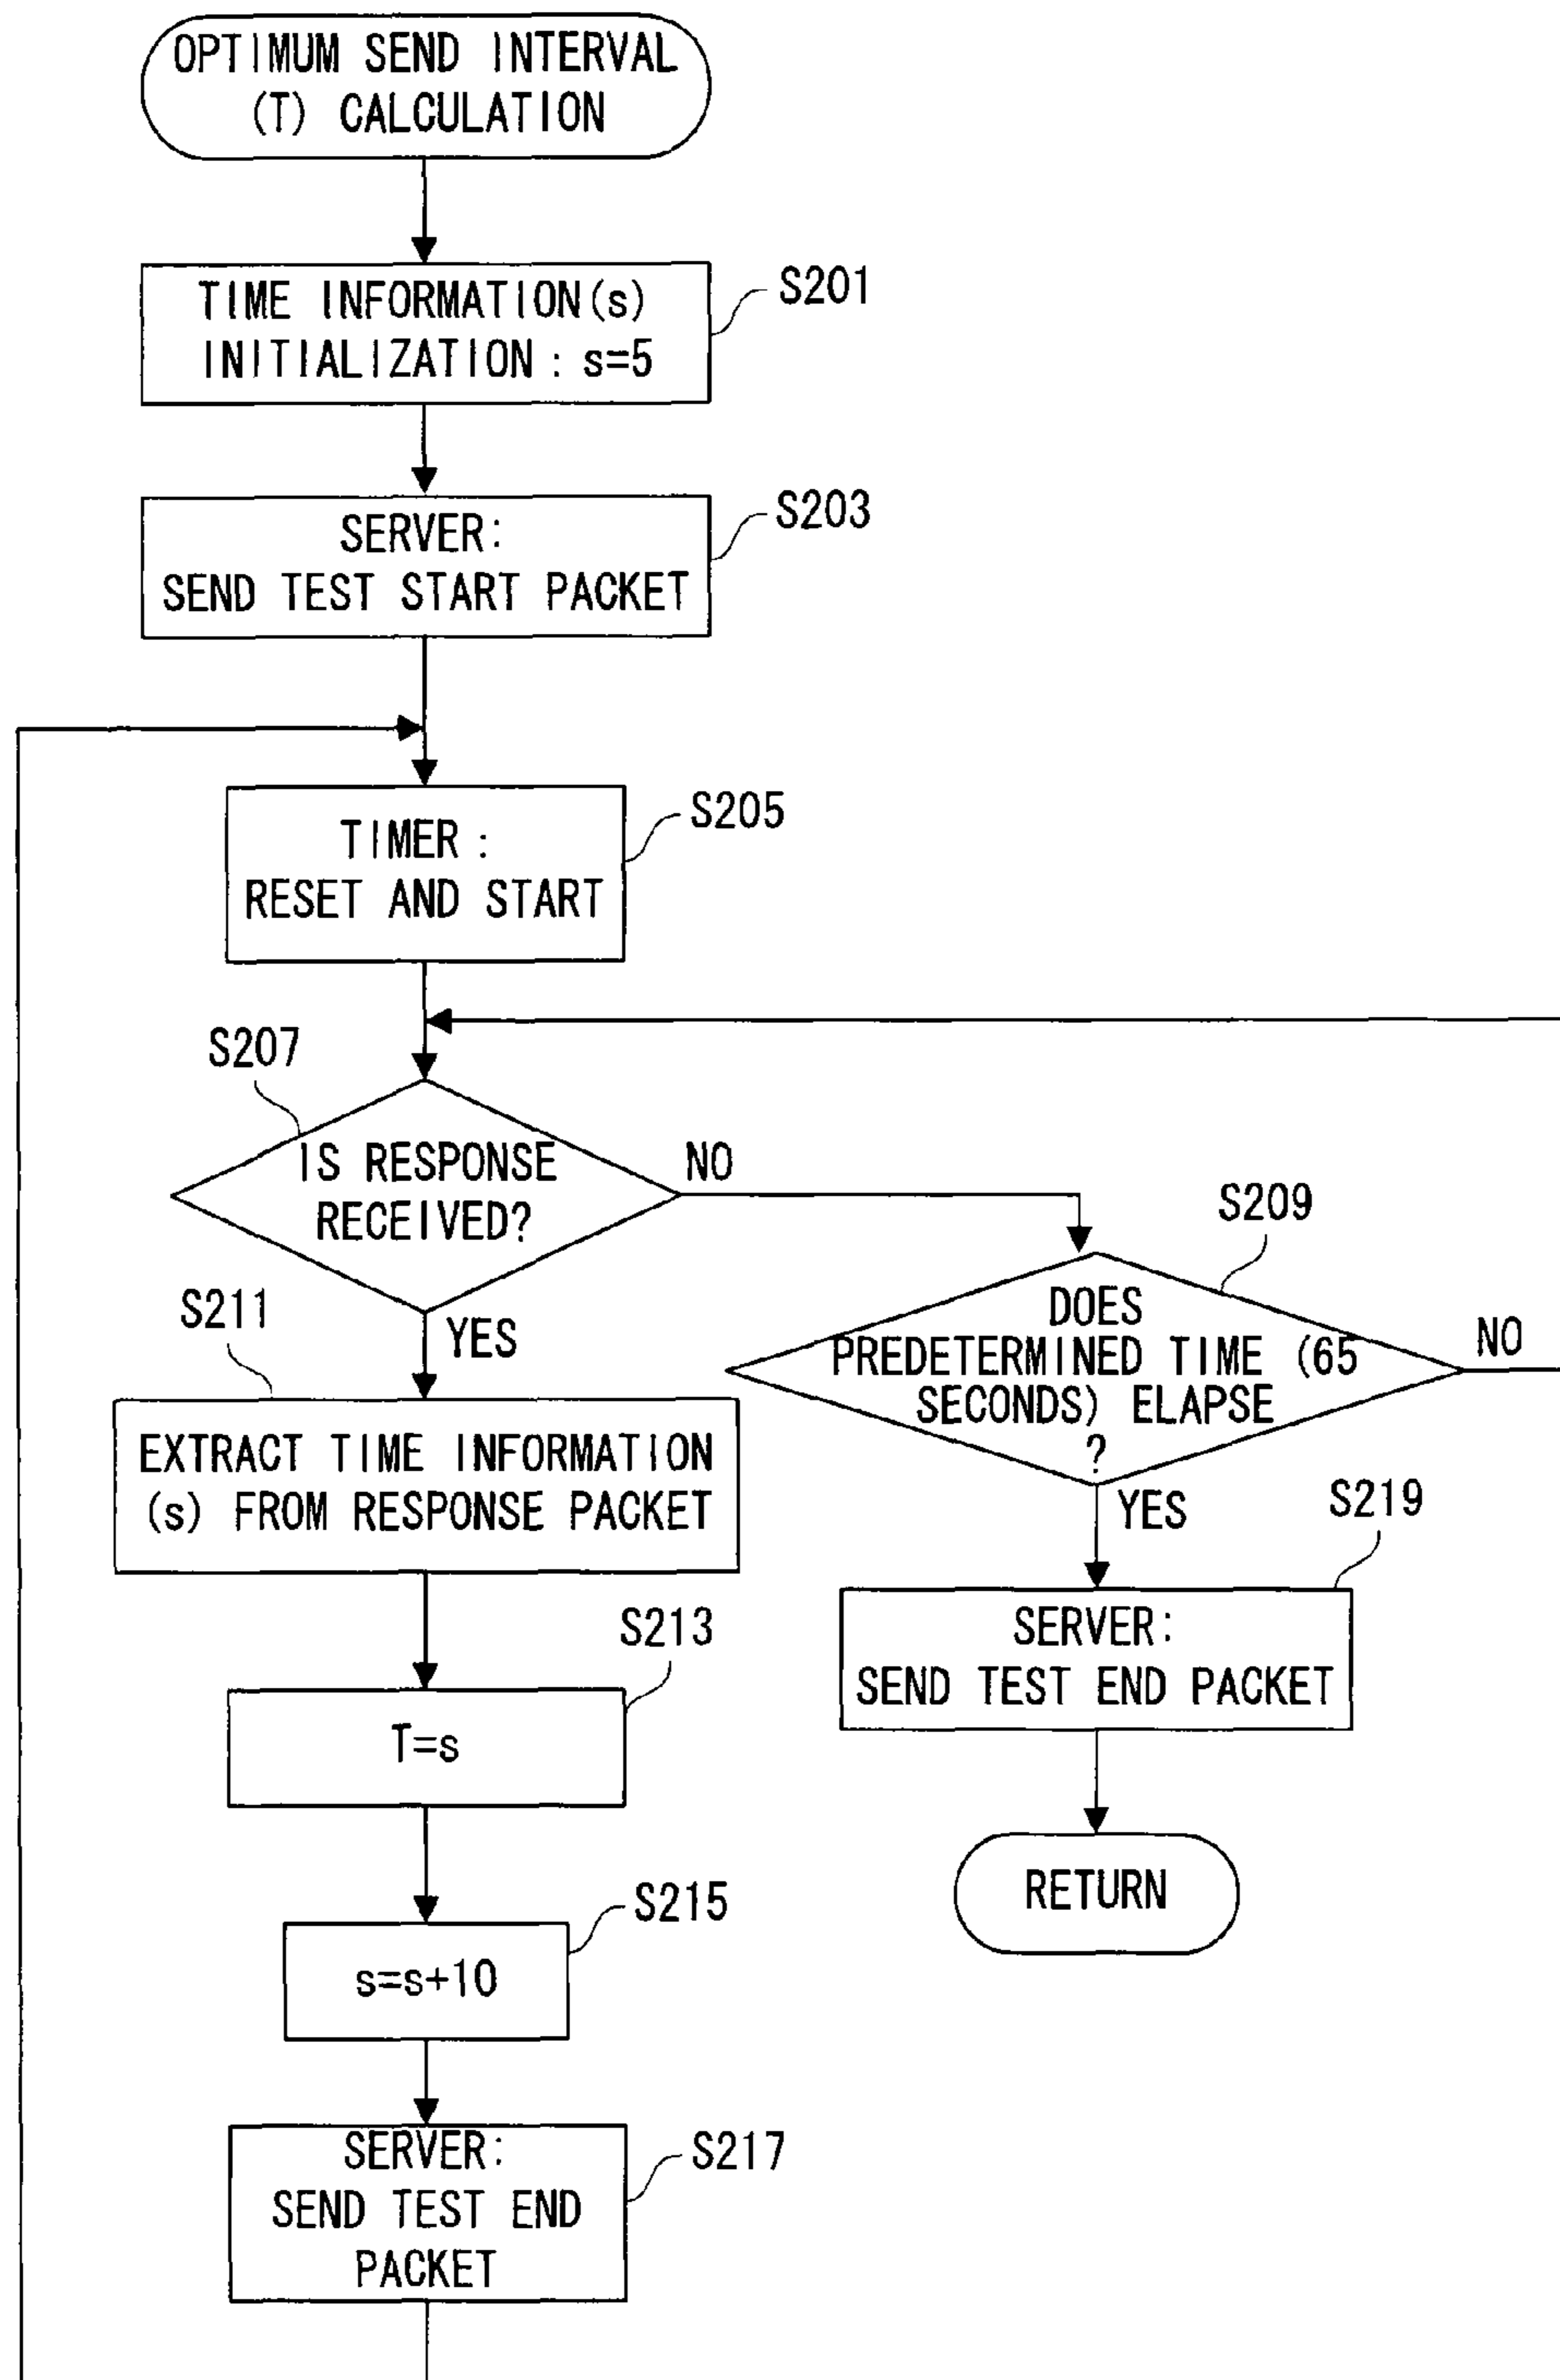 OPTIMUM SEND INTERVAL
(T) CALCULATION
TIME INFORMATION(s)
INITIALIZATION : s=5
S201
SERVER:
SEND TEST START PACKET
S203
TIMER :
RESET AND START
S205
S207
IS RESPONSE
RECEIVED?
NO
YES
S209
DOES
PREDETERMINED TIME (65
SECONDS) ELAPSE
?
NO
YES
S211
EXTRACT TIME INFORMATION
(s) FROM RESPONSE PACKET
S219
SERVER:
SEND TEST END PACKET
S213
T=s
RETURN
S215
s=s+10
SERVER:
SEND TEST END
PACKET
S217